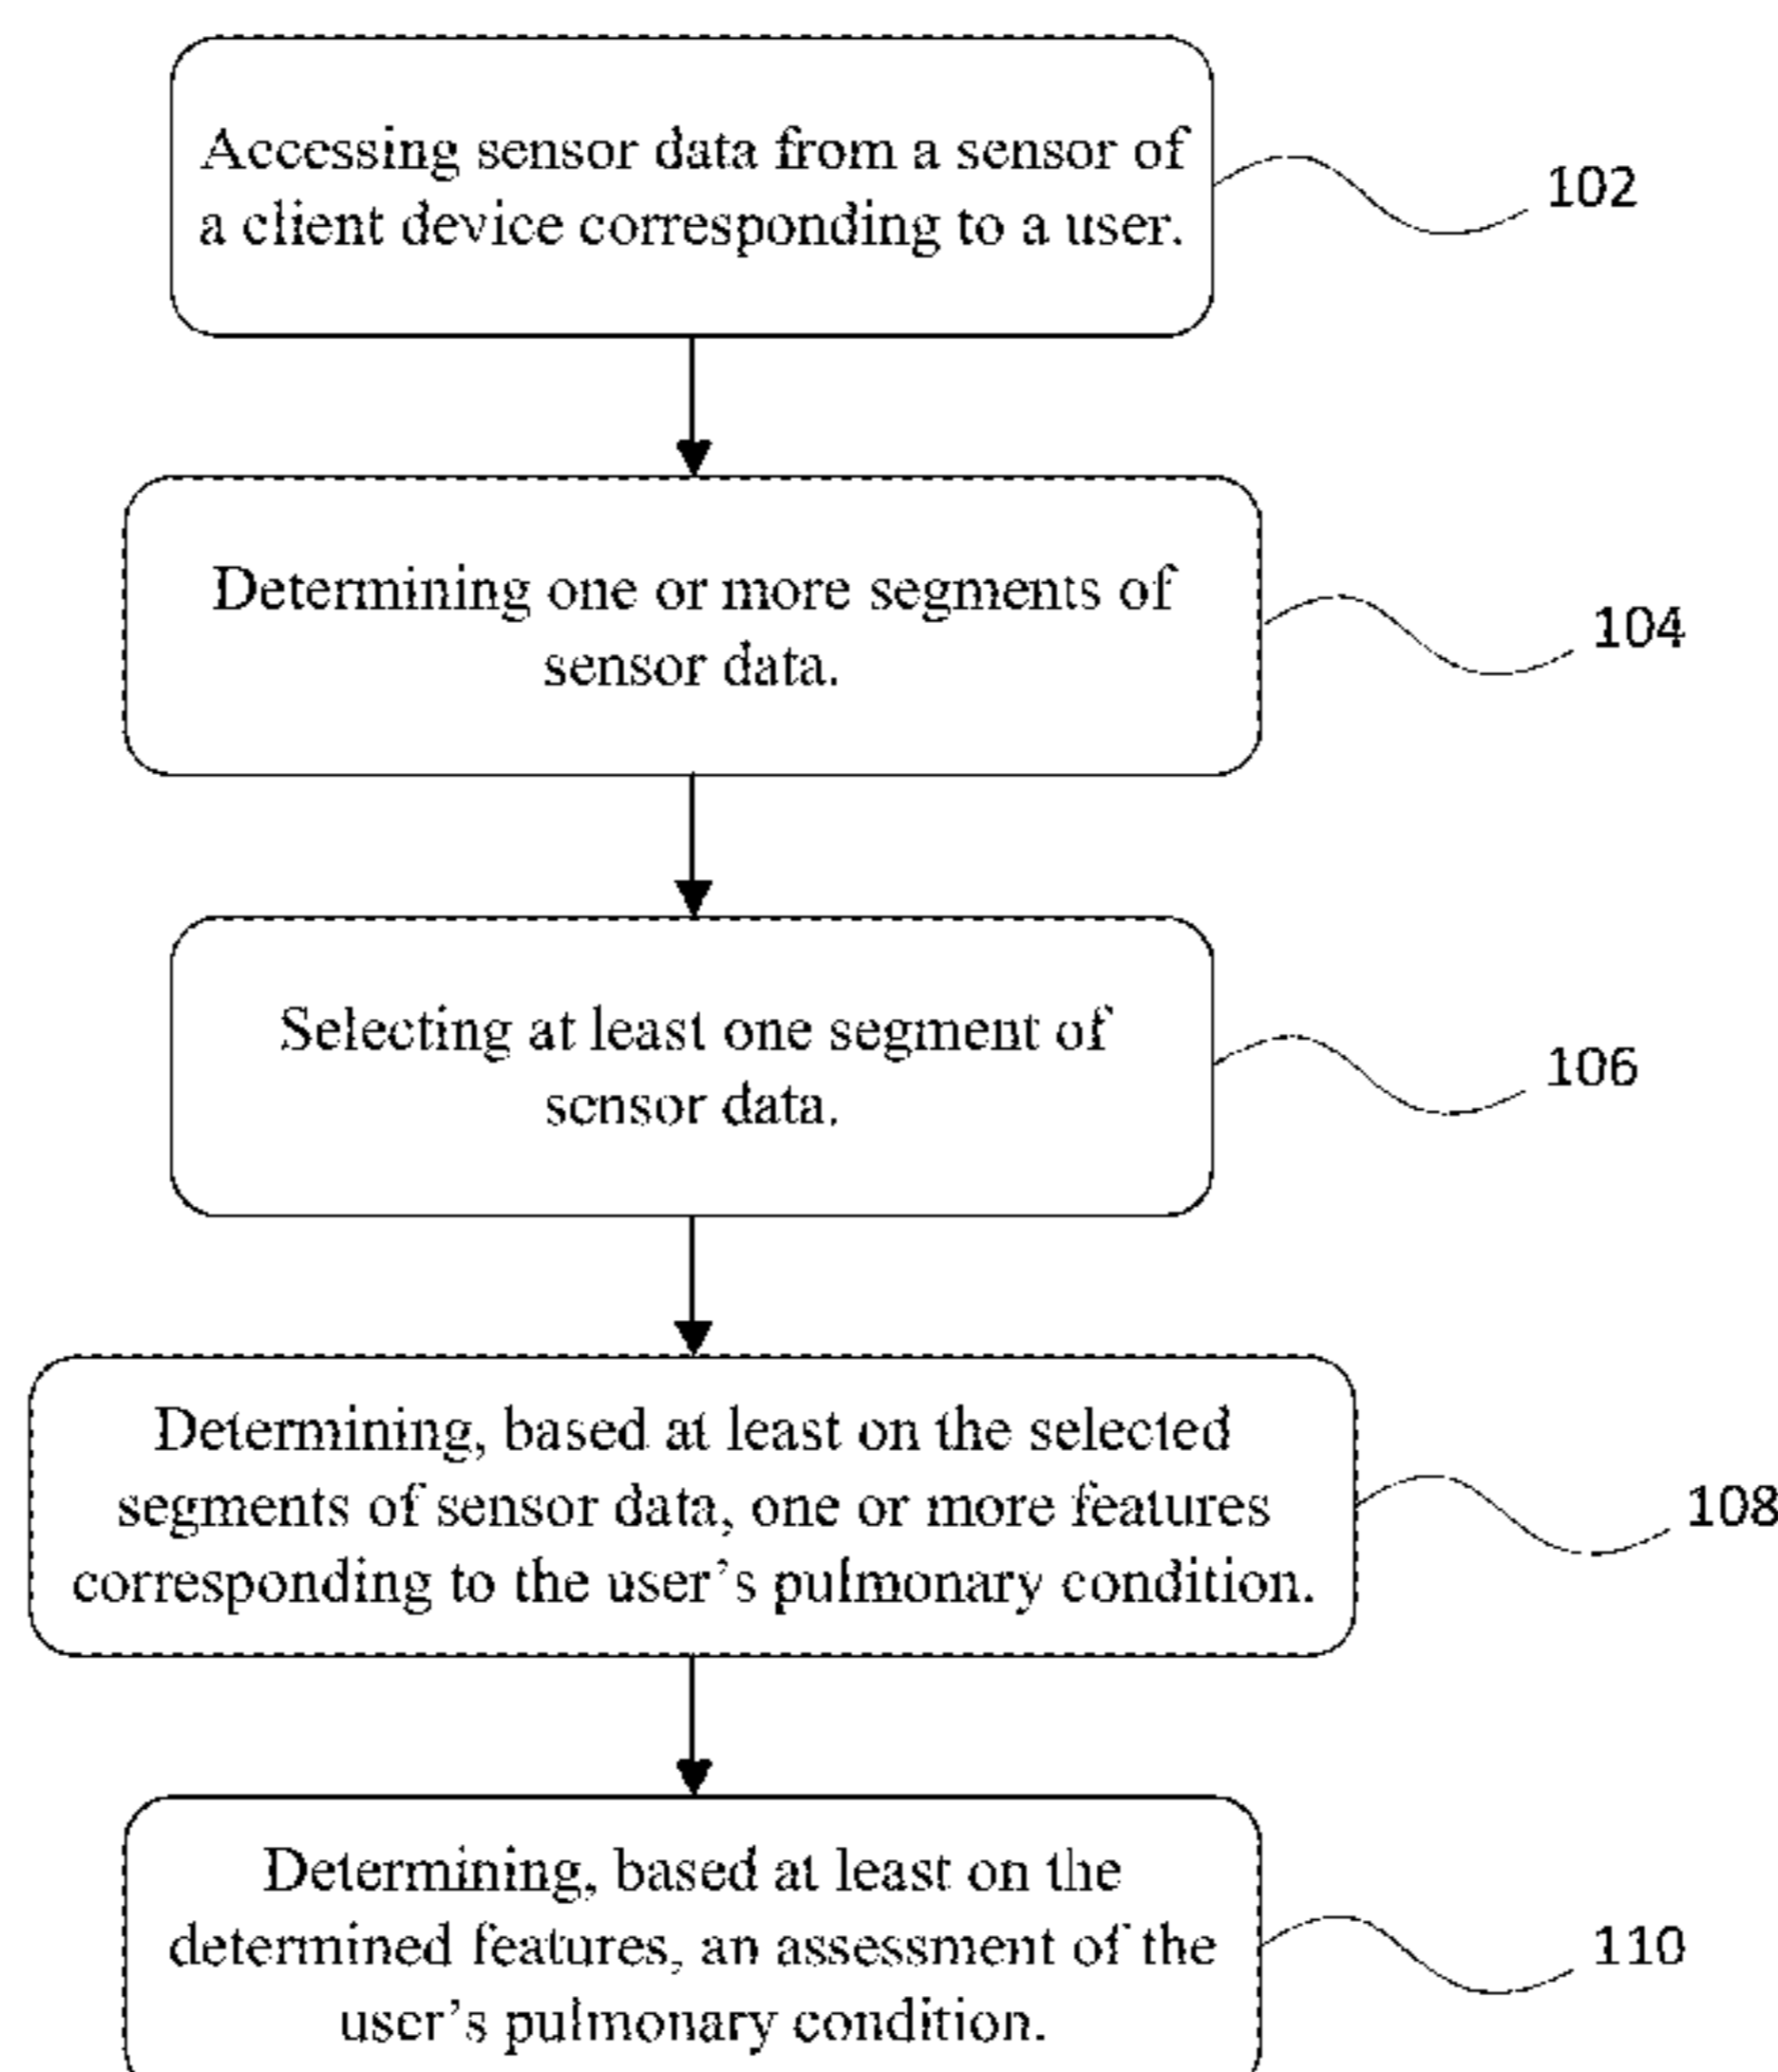 Accessing sensor data from a sensor of
a client device corresponding to a user.
102
Determining one or more segments of
sensor data.
104
Selecting at least one segment of
sensor data.
106
Determining, based at least on the selected
segments of sensor data, one or more features
corresponding to the user’s pulmonary condition.
108
Determining, based at least on the
determined features, an assessment of the
user’s pulmonary condition.
110